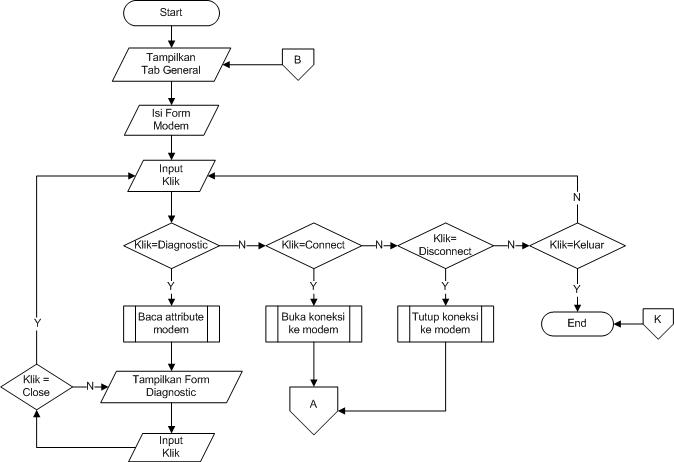 Start
Tampilkan
Tab General
B
Isi Form
Modem
Input
Klik
N
Klik=Diagnostic
N
Klik=Connect
N
Klik=
Disconnect
N
Klik=Keluar
Y
Y
Y
Y
Baca attribute
modem
Buka koneksi
ke modem
Tutup koneksi
ke modem
End
K
Y
Klik =
Close
N
Tampilkan Form
Diagnostic
A
Input
Klik